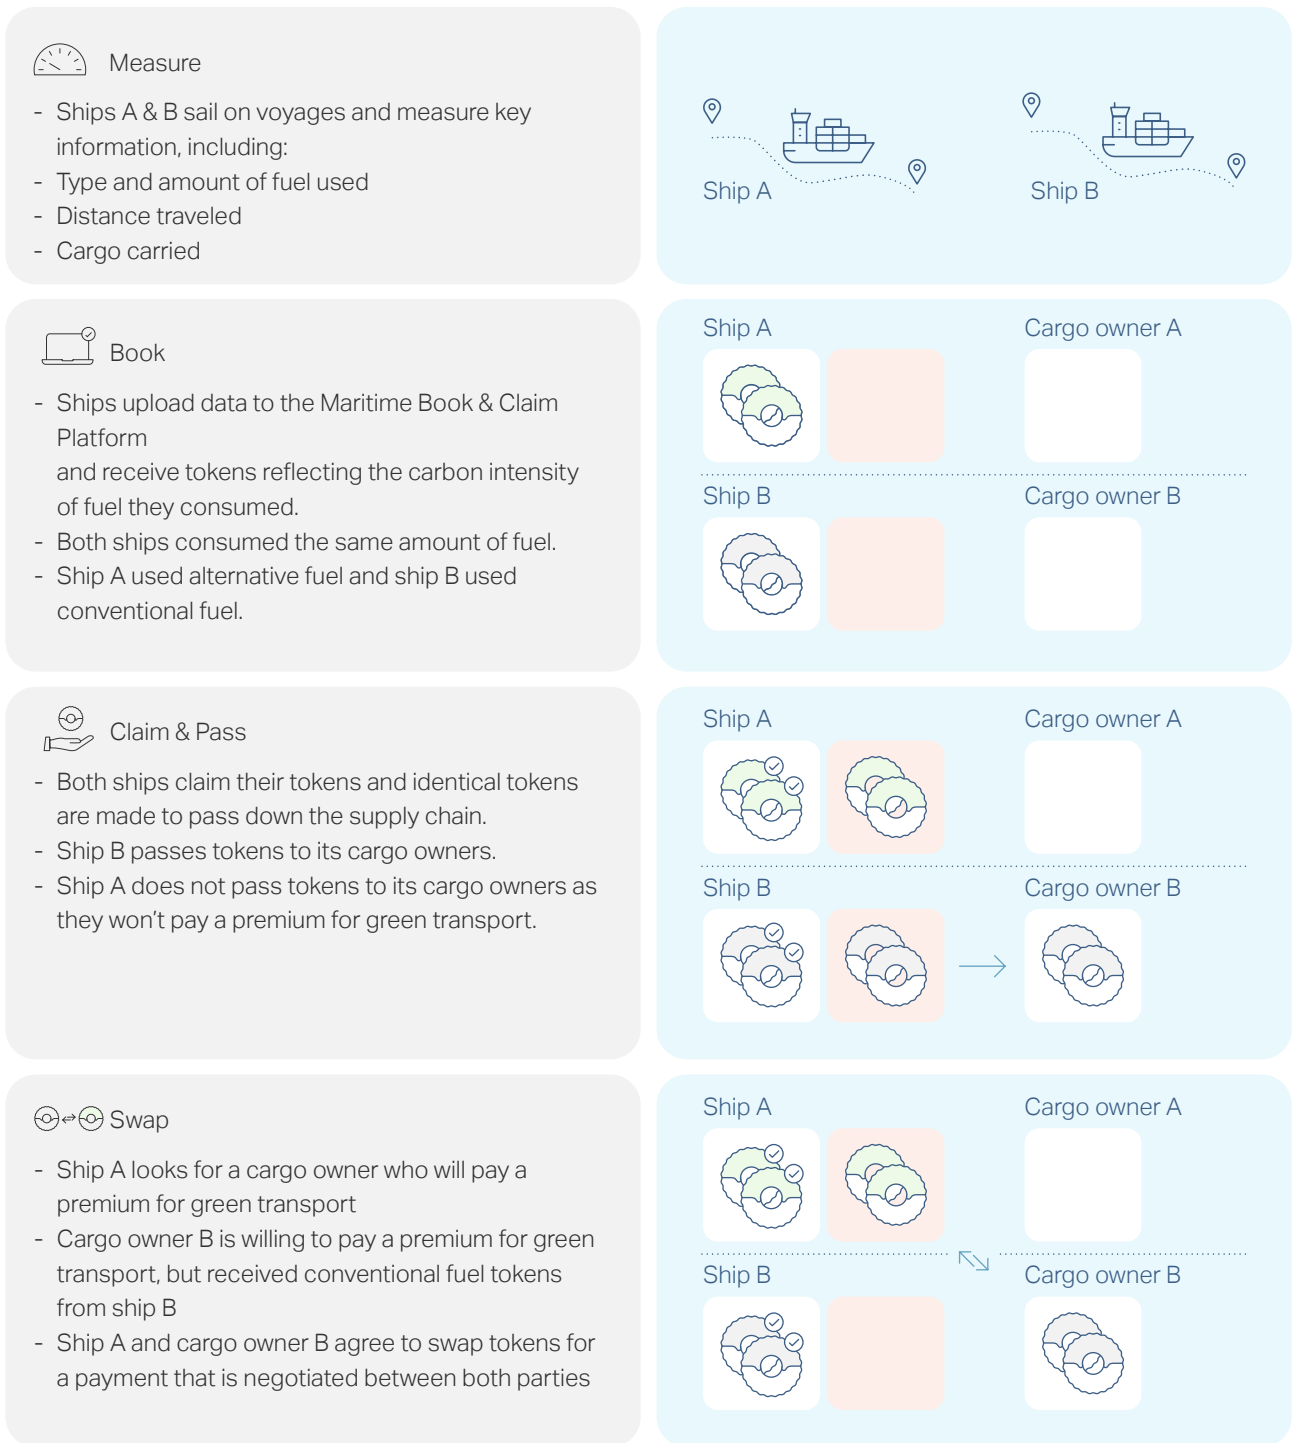 Measure
- Ships A & B sail on voyages and measure key
information, including:
- Type and amount of fuel used
- Distance traveled
- Cargo carried
Ship A
Ship B
Book
- Ships upload data to the Maritime Book & Claim
Platform
and receive tokens reflecting the carbon intensity
of fuel they consumed.
- Both ships consumed the same amount of fuel.
- Ship A used alternative fuel and ship B used
conventional fuel.
Ship A
Cargo owner A
Ship B
Cargo owner B
Claim & Pass
- Both ships claim their tokens and identical tokens
are made to pass down the supply chain.
- Ship B passes tokens to its cargo owners.
- Ship A does not pass tokens to its cargo owners as
they won't pay a premium for green transport.
Ship A
Cargo owner A
Ship B
Cargo owner B
Swap
- Ship A looks for a cargo owner who will pay a
premium for green transport
- Cargo owner B is willing to pay a premium for green
transport, but received conventional fuel tokens
from ship B
- Ship A and cargo owner B agree to swap tokens for
a payment that is negotiated between both parties
Ship A
Cargo owner A
Ship B
Cargo owner B